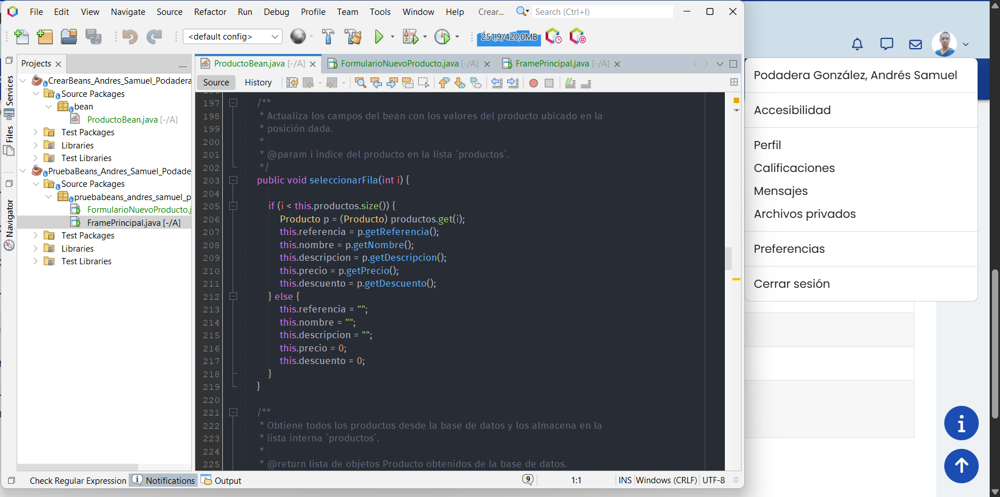 File Edit View Navigate Source Refactor Run Debug Profile Team Tools Window Help Crear... Search (Ctrl+I)
<default config> 251,9/420,0MB
Projects
ProductoBean.java [-/A] FormularioNuevoProducto.java [-/A] FramePrincipal.java [-/A]
Source History
Services
Files
Navigator
CrearBeans_Andres_Samuel_Podadera
Source Packages
bean
ProductoBean.java [-/A]
Test Packages
Libraries
Test Libraries
PruebaBeans_Andres_Samuel_Podade
Source Packages
pruebabeans_andres_samuel_p
FormularioNuevoProducto.j
FramePrincipal.java [-/A]
Test Packages
Libraries
Test Libraries
197 /**
198 * Actualiza los campos del bean con los valores del producto ubicado en la
199 * posición dada.
200 *
201 * @param i índice del producto en la lista `productos`.
202 */
203 public void seleccionarFila(int i) {
204
205 if (i < this.productos.size()) {
206 Producto p = (Producto) productos.get(i);
207 this.referencia = p.getReferencia();
208 this.nombre = p.getNombre();
209 this.descripcion = p.getDescripcion();
210 this.precio = p.getPrecio();
211 this.descuento = p.getDescuento();
212 } else {
213 this.referencia = "";
214 this.nombre = "";
215 this.descripcion = "";
216 this.precio = 0;
217 this.descuento = 0;
218 }
219 }
220
221 /**
222 * Obtiene todos los productos desde la base de datos y los almacena en la
223 * lista interna `productos`.
224 *
225 * @return lista de objetos Producto obtenidos de la base de datos.
Check Regular Expression Notifications Output 9 1:1 INS Windows (CRLF) UTF-8
Podadera González, Andrés Samuel
Accesibilidad
Perfil
Calificaciones
Mensajes
Archivos privados
Preferencias
Cerrar sesión